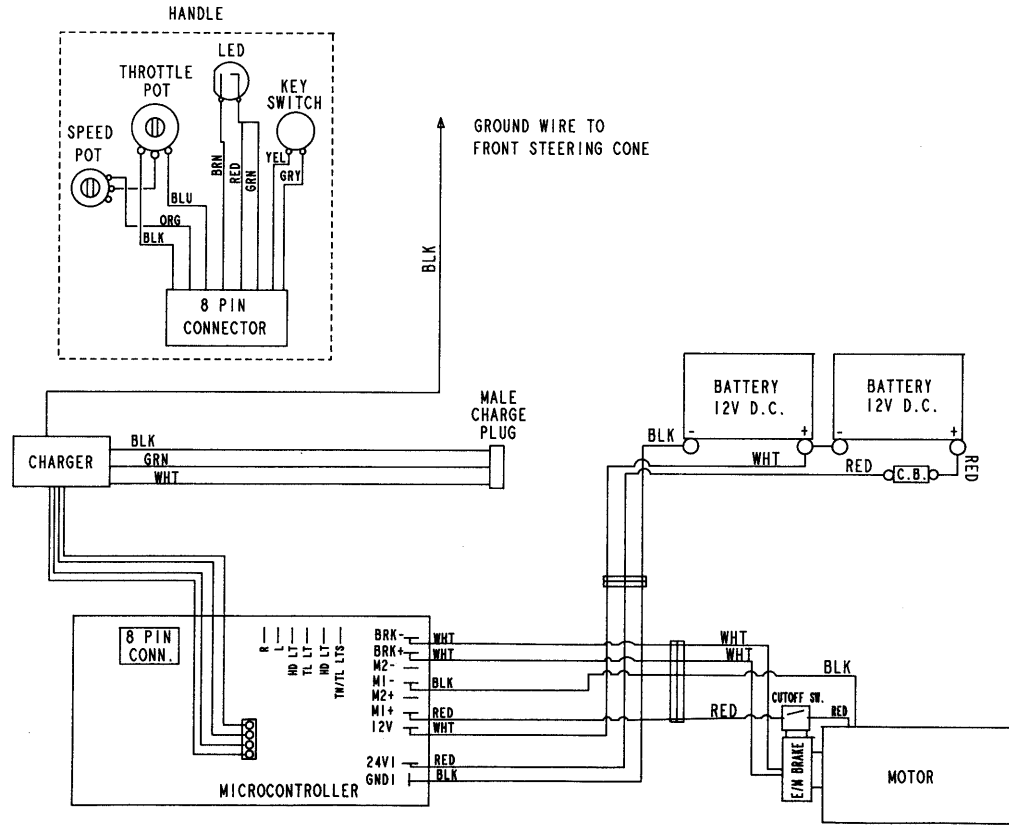 HANDLE
LED
THROTTLE
POT
KEY
SWITCH
SPEED
POT
GROUND WIRE TO
FRONT STEERING CONE
BRN
RED
GRN
YEL
GRY
BLU
ORG
BLK
BLK
8 PIN
CONNECTOR
BATTERY
12V D.C.
- +
BATTERY
12V D.C.
- +
MALE
CHARGE
PLUG
CHARGER
BLK
GRN
WHT
BLK
WHT
RED
C.B.
RED
8 PIN
CONN.
R
L
HD LT
TL LT
HD LT
TN/TL LTS
BRK- WHT
BRK+ WHT
M2-
M1- BLK
M2+
M1+ RED
12V WHT
24V1 RED
GND1 BLK
MICROCONTROLLER
WHT
WHT
BLK
RED
CUTOFF SW.
RED
E/M BRAKE
MOTOR